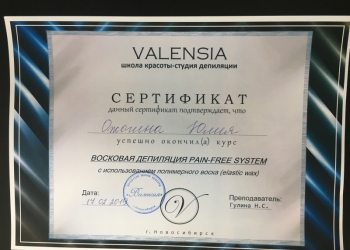 VALENSIA
школа красоты-студия депиляции
СЕРТИФИКАТ
данный сертификат подтверждает, что
Юлия
успешно окончил(а) курс
ВОСКОВАЯ ДЕПИЛЯЦИЯ PAIN-FREE SYSTEM
с использованием полимерного воска (elastic wax)
Дата:
Преподаватель:
Гулина Н.С.
V
г.Новосибирск